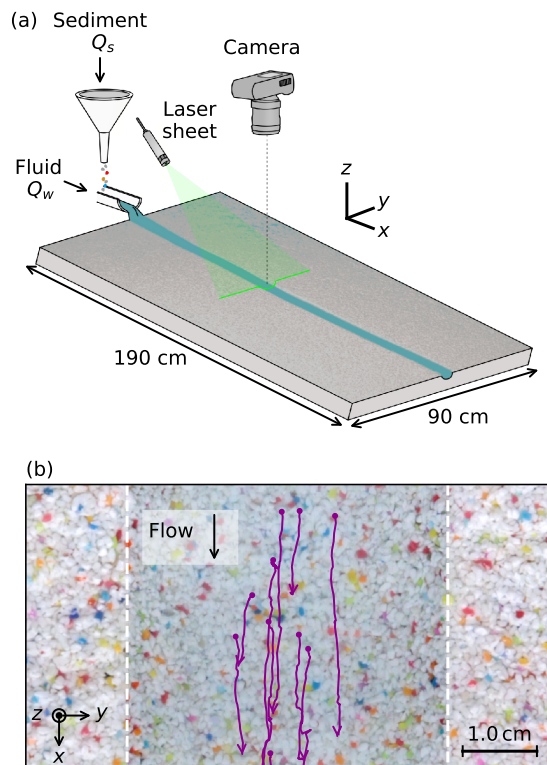 (a)
Sediment
Qs
Camera
Laser
sheet
Fluid
Qw
z
y
x
190 cm
90 cm
(b)
Flow
z
y
x
1.0 cm